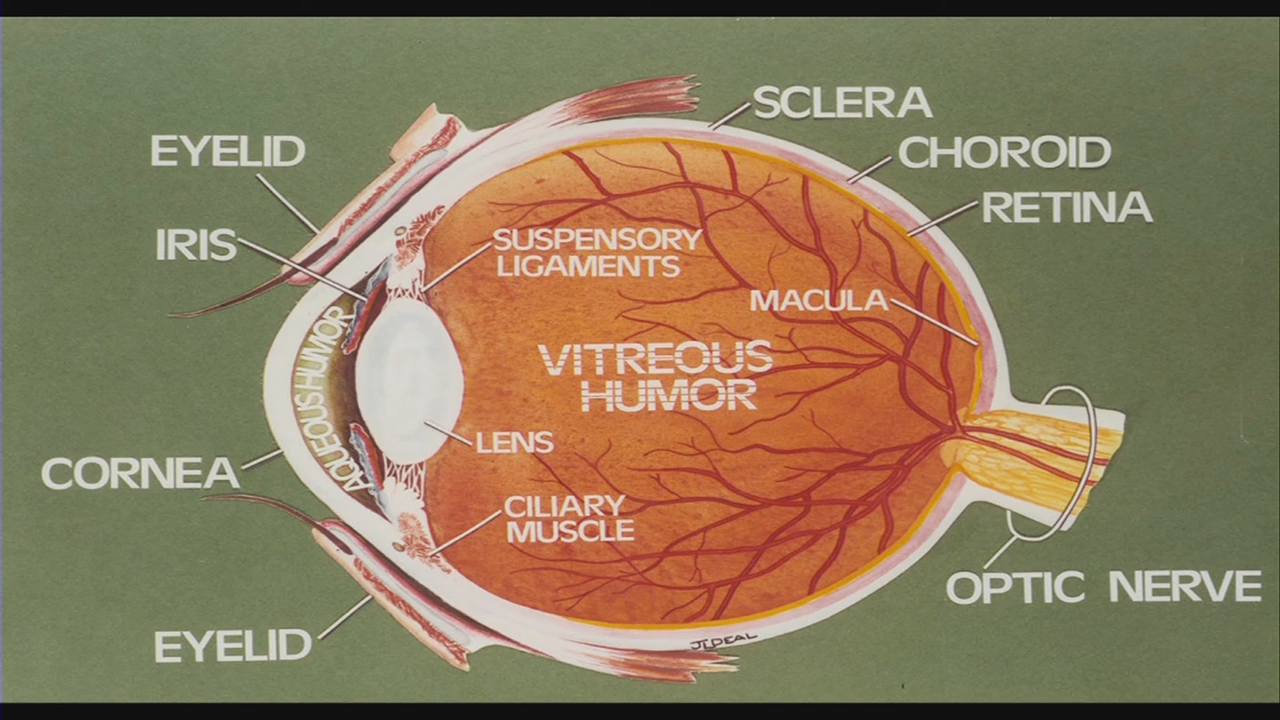 SCLERA
EYELID
CHOROID
RETINA
IRIS
SUSPENSORY
LIGAMENTS
MACULA
AQUEOUS HUMOR
VITREOUS
HUMOR
LENS
CORNEA
CILIARY
MUSCLE
OPTIC NERVE
EYELID
JLDEAL